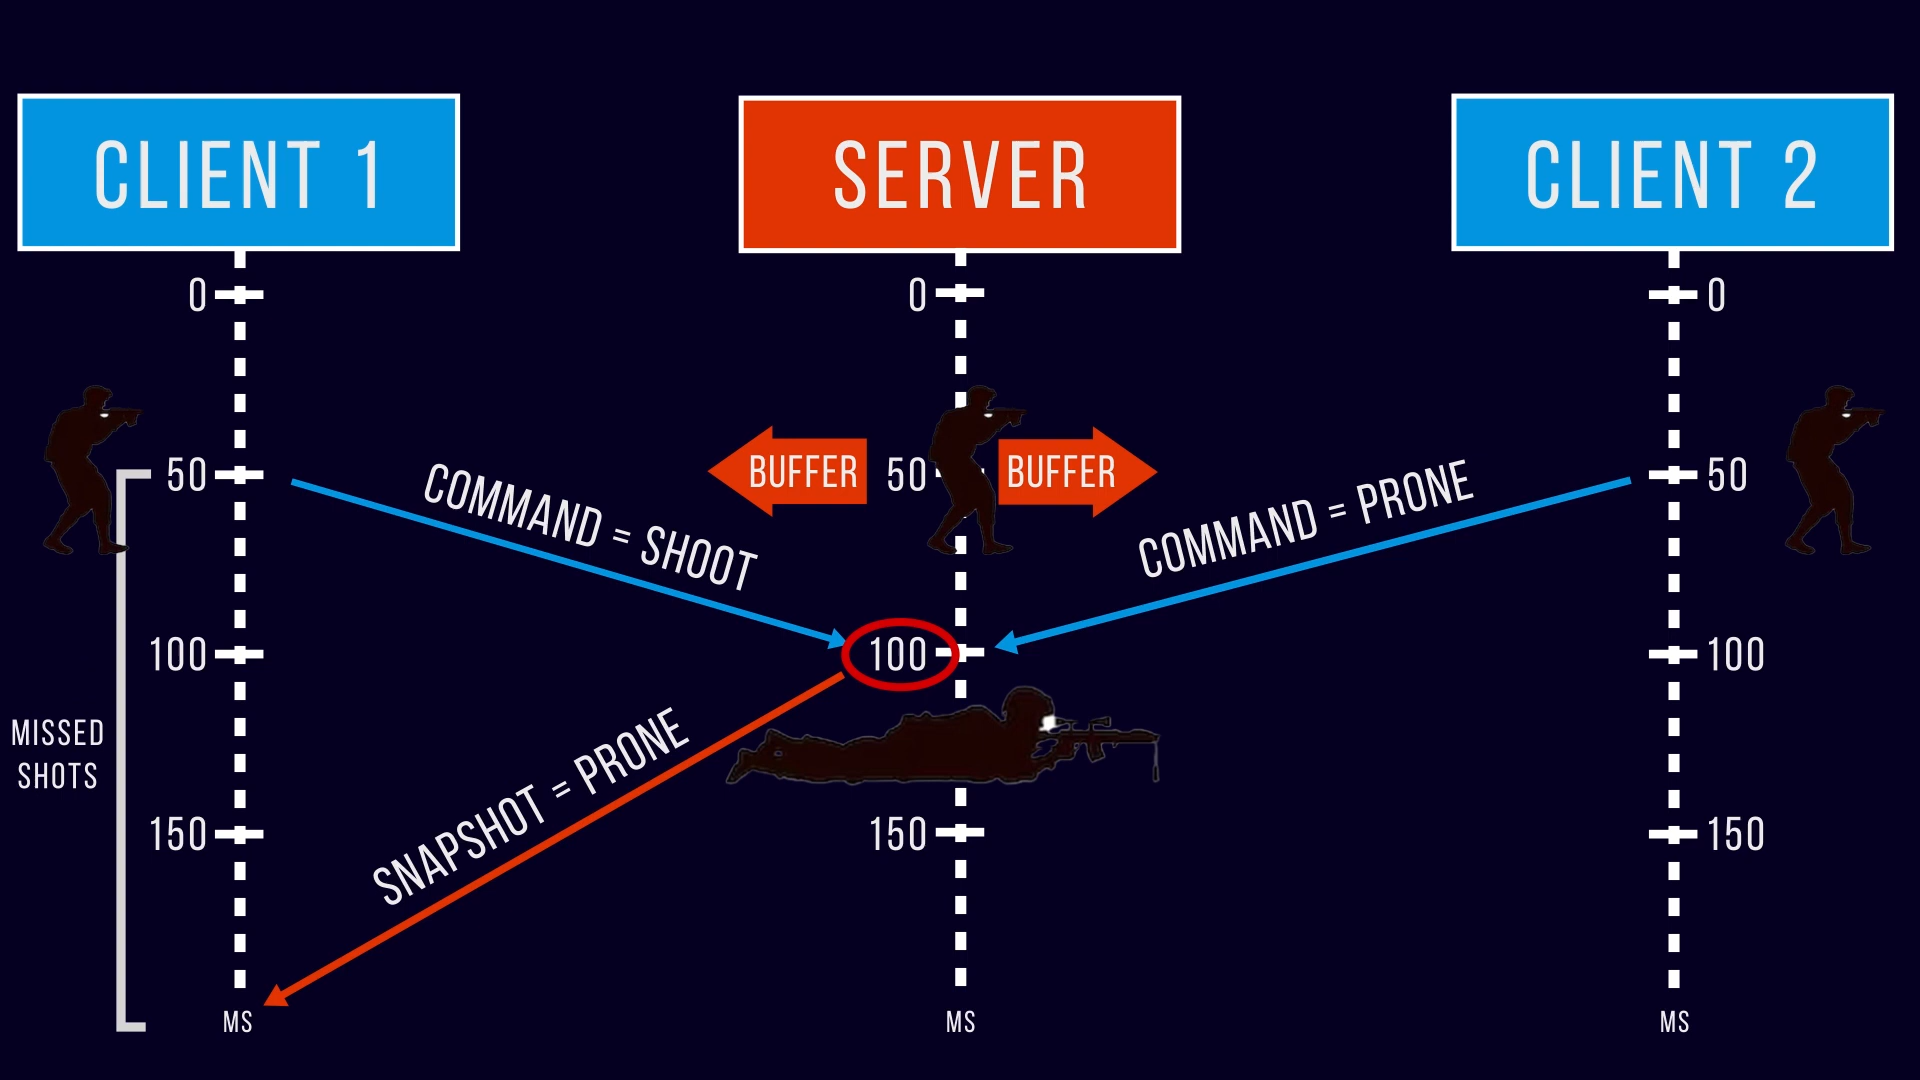 CLIENT 1
SERVER
CLIENT 2
0
0
0
50
COMMAND = SHOOT
BUFFER
50
BUFFER
COMMAND = PRONE
50
100
100
100
MISSED
SHOTS
SNAPSHOT = PRONE
150
150
150
MS
MS
MS